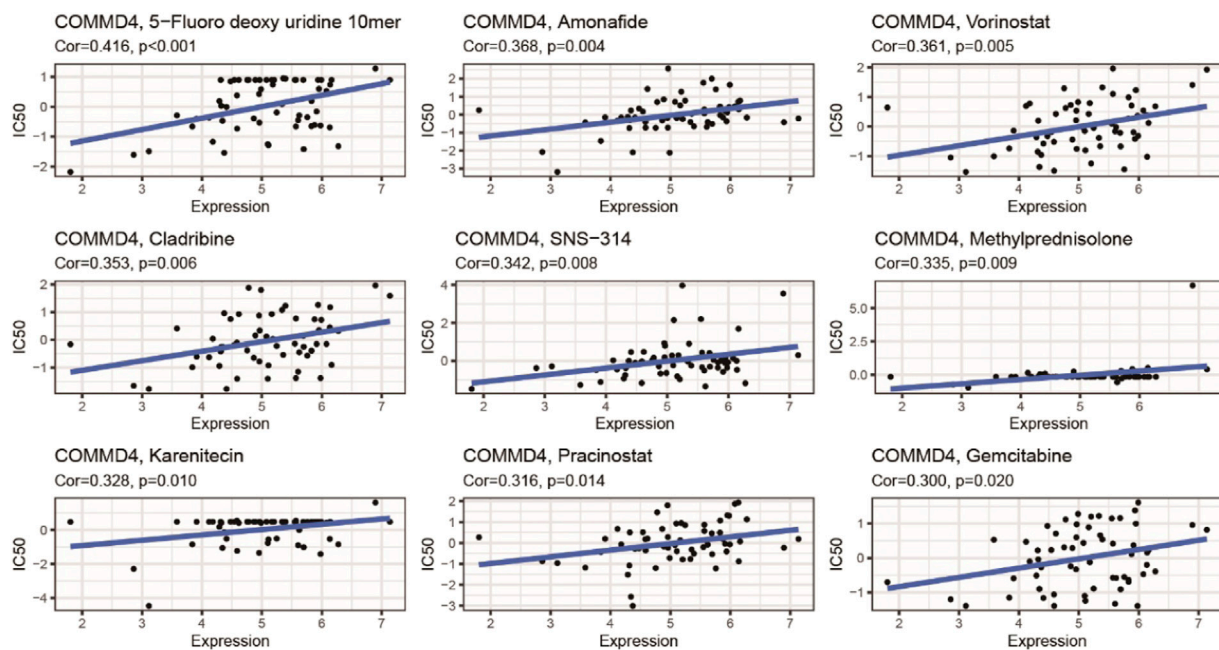 COMMD4, 5−Fluoro deoxy uridine 10mer
Cor=0.416, p<0.001
IC50
1
0
−1
−2
2 3 4 5 6 7
Expression
COMMD4, Amonafide
Cor=0.368, p=0.004
IC50
2
1
0
−1
−2
−3
2 3 4 5 6 7
Expression
COMMD4, Vorinostat
Cor=0.361, p=0.005
IC50
2
1
0
−1
2 3 4 5 6 7
Expression
COMMD4, Cladribine
Cor=0.353, p=0.006
IC50
2
1
0
−1
2 3 4 5 6 7
Expression
COMMD4, SNS−314
Cor=0.342, p=0.008
IC50
4
2
0
2 3 4 5 6 7
Expression
COMMD4, Methylprednisolone
Cor=0.335, p=0.009
IC50
5.0
2.5
0.0
2 3 4 5 6 7
Expression
COMMD4, Karenitecin
Cor=0.328, p=0.010
IC50
0
−2
−4
2 3 4 5 6 7
Expression
COMMD4, Pracinostat
Cor=0.316, p=0.014
IC50
2
1
0
−1
−2
−3
2 3 4 5 6 7
Expression
COMMD4, Gemcitabine
Cor=0.300, p=0.020
IC50
1
0
−1
2 3 4 5 6 7
Expression